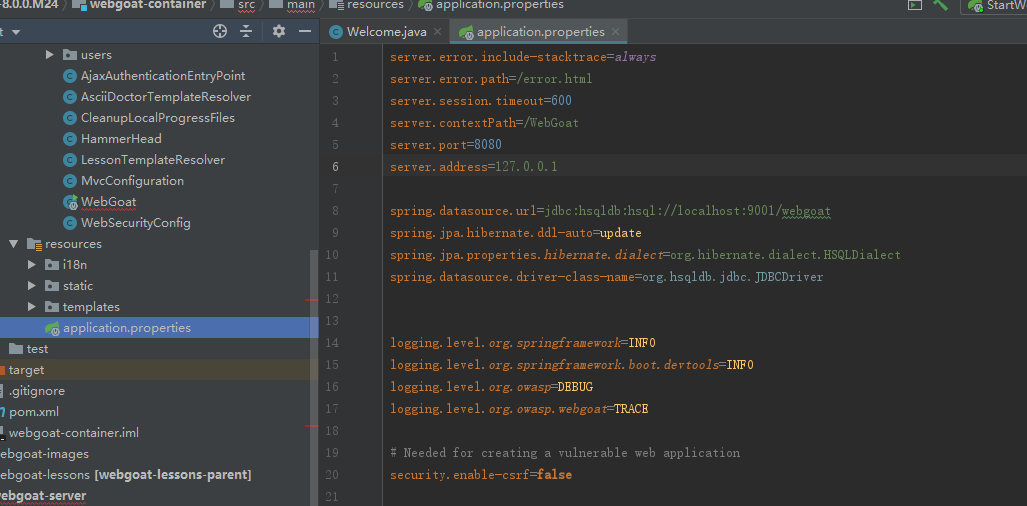 -8.0.0.M24 webgoat-container src main resources application.properties
StartW
Welcome.java application.properties
users
AjaxAuthenticationEntryPoint
AsciiDoctorTemplateResolver
CleanupLocalProgressFiles
HammerHead
LessonTemplateResolver
MvcConfiguration
WebGoat
WebSecurityConfig
resources
i18n
static
templates
application.properties
test
target
.gitignore
pom.xml
webgoat-container.iml
ebgoat-images
ebgoat-lessons [webgoat-lessons-parent]
ebgoat-server
1 server.error.include-stacktrace=always
2 server.error.path=/error.html
3 server.session.timeout=600
4 server.contextPath=/WebGoat
5 server.port=8080
6 server.address=127.0.0.1
7
8 spring.datasource.url=jdbc:hsqldb:hsql://localhost:9001/webgoat
9 spring.jpa.hibernate.ddl-auto=update
10 spring.jpa.properties.hibernate.dialect=org.hibernate.dialect.HSQLDialect
11 spring.datasource.driver-class-name=org.hsqldb.jdbc.JDBCDriver
12
13
14 logging.level.org.springframework=INFO
15 logging.level.org.springframework.boot.devtools=INFO
16 logging.level.org.owasp=DEBUG
17 logging.level.org.owasp.webgoat=TRACE
18
19 # Needed for creating a vulnerable web application
20 security.enable-csrf=false
21